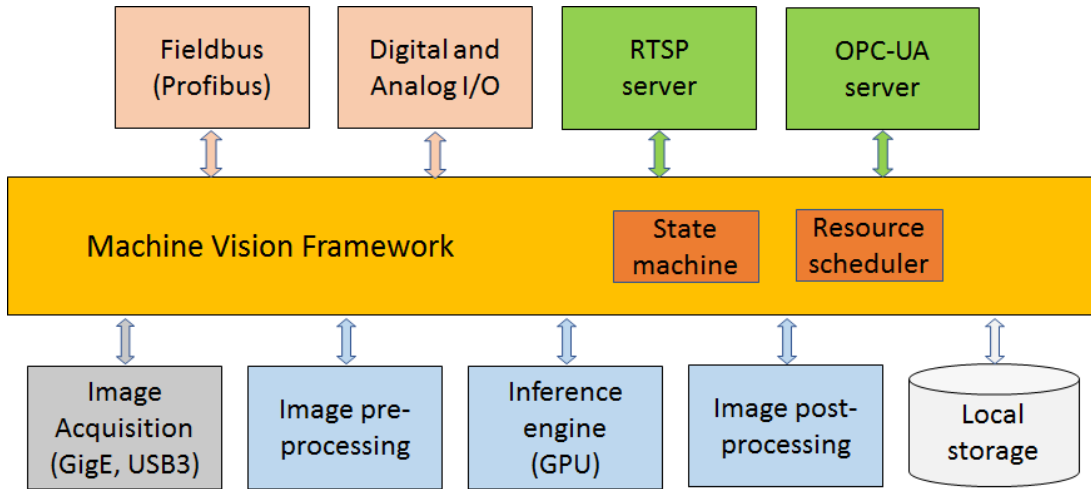 Fieldbus
(Profibus)
Digital and
Analog I/O
RTSP
server
OPC-UA
server
Machine Vision Framework
State
machine
Resource
scheduler
Image
Acquisition
(GigE, USB3)
Image pre-
processing
Inference
engine
(GPU)
Image post-
processing
Local
storage